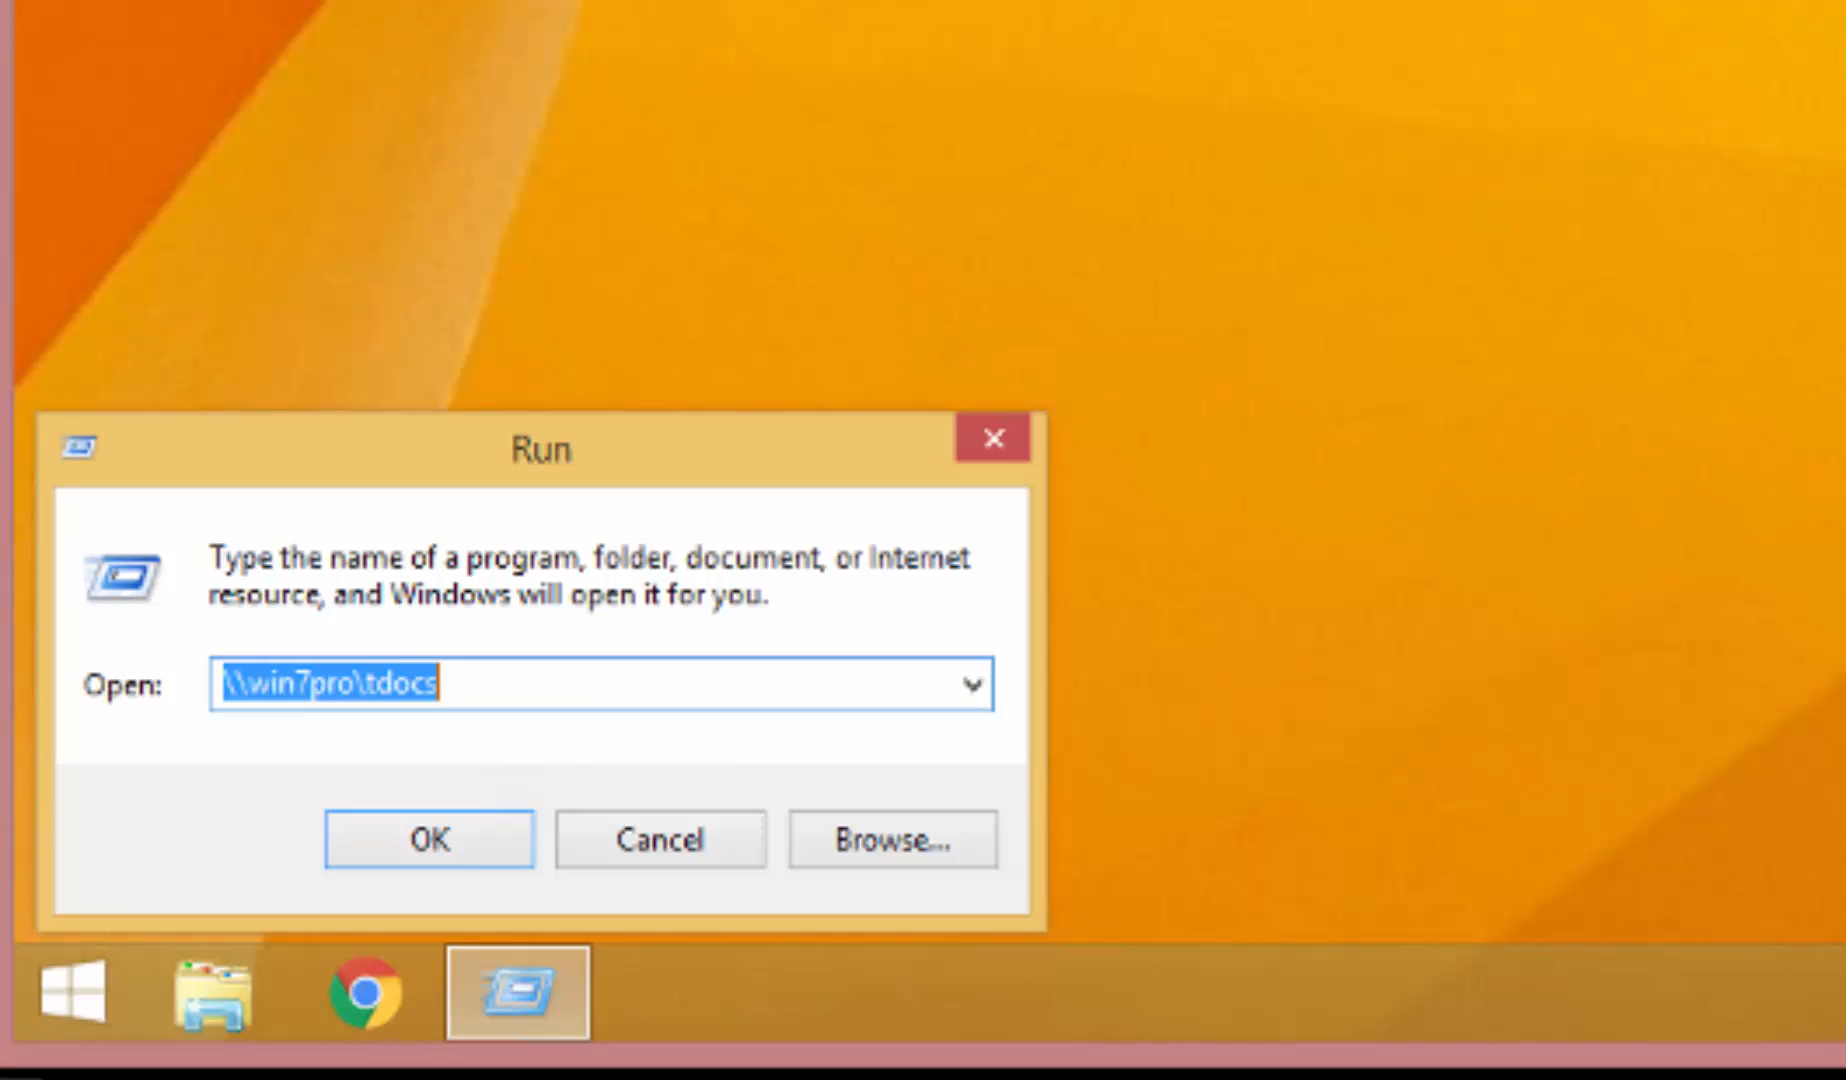 Run
Type the name of a program, folder, document, or Internet
resource, and Windows will open it for you.
Open:
\\win7pro\tdocs
OK
Cancel
Browse...